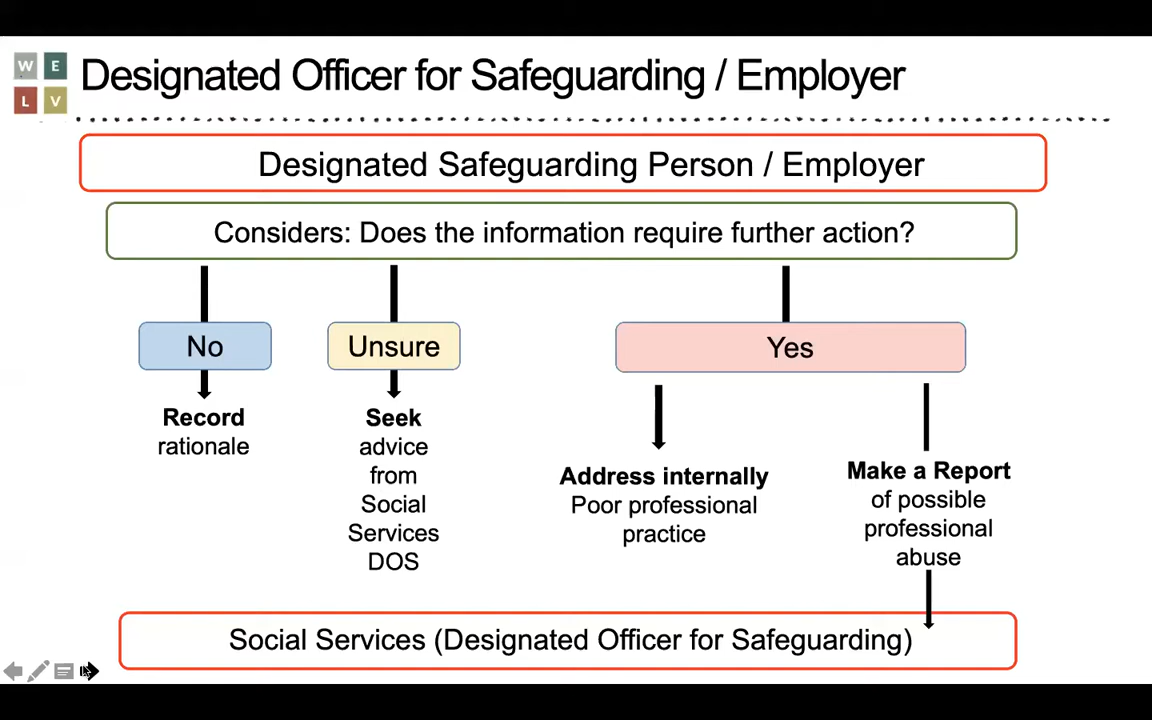 W E
L V
Designated Officer for Safeguarding / Employer
Designated Safeguarding Person / Employer
Considers: Does the information require further action?
No
Unsure
Yes
Record
rationale
Seek
advice
from
Social
Services
DOS
Address internally
Poor professional
practice
Make a Report
of possible
professional
abuse
Social Services (Designated Officer for Safeguarding)